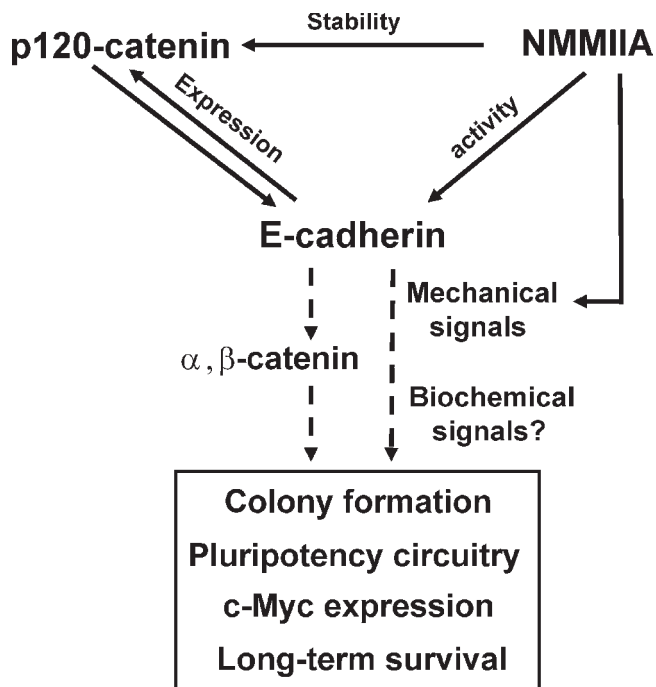 Stability
p120-catenin
NMMIIA
Expression
activity
E-cadherin
Mechanical
signals
α,β-catenin
Biochemical
signals?
Colony formation
Pluripotency circuitry
c-Myc expression
Long-term survival